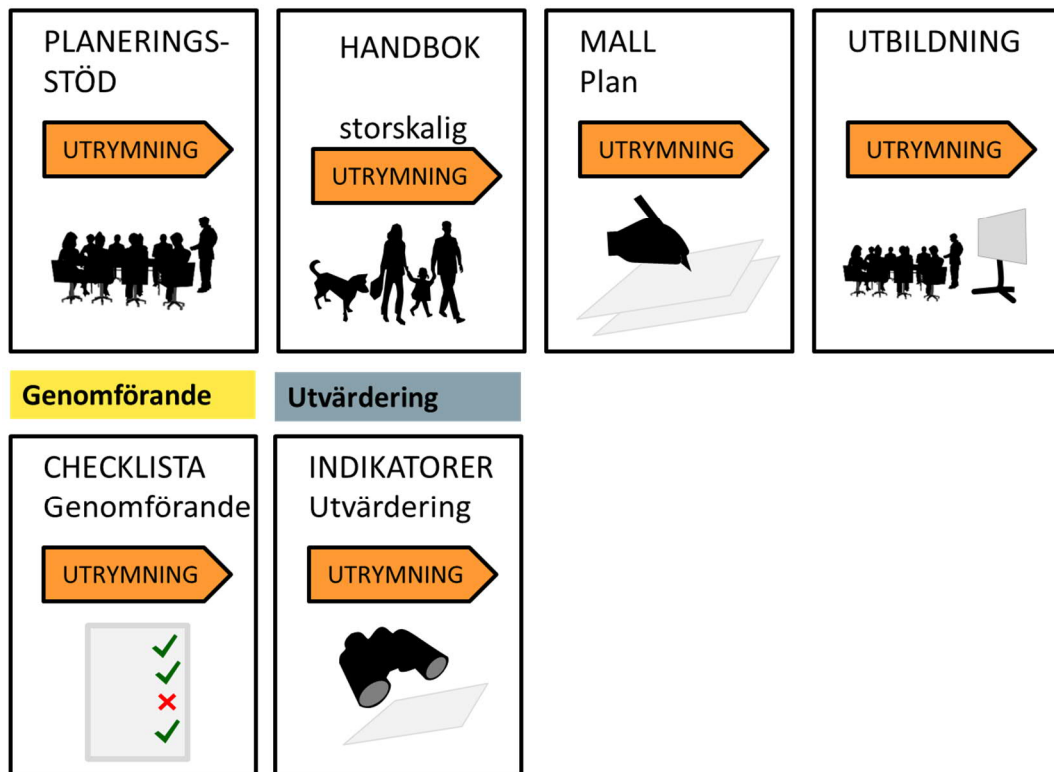 PLANERINGS-
STÖD
UTRYMNING
HANDBOK
storskalig
UTRYMNING
MALL
Plan
UTRYMNING
UTBILDNING
UTRYMNING
Genomförande
Utvärdering
CHECKLISTA
Genomförande
UTRYMNING
INDIKATORER
Utvärdering
UTRYMNING